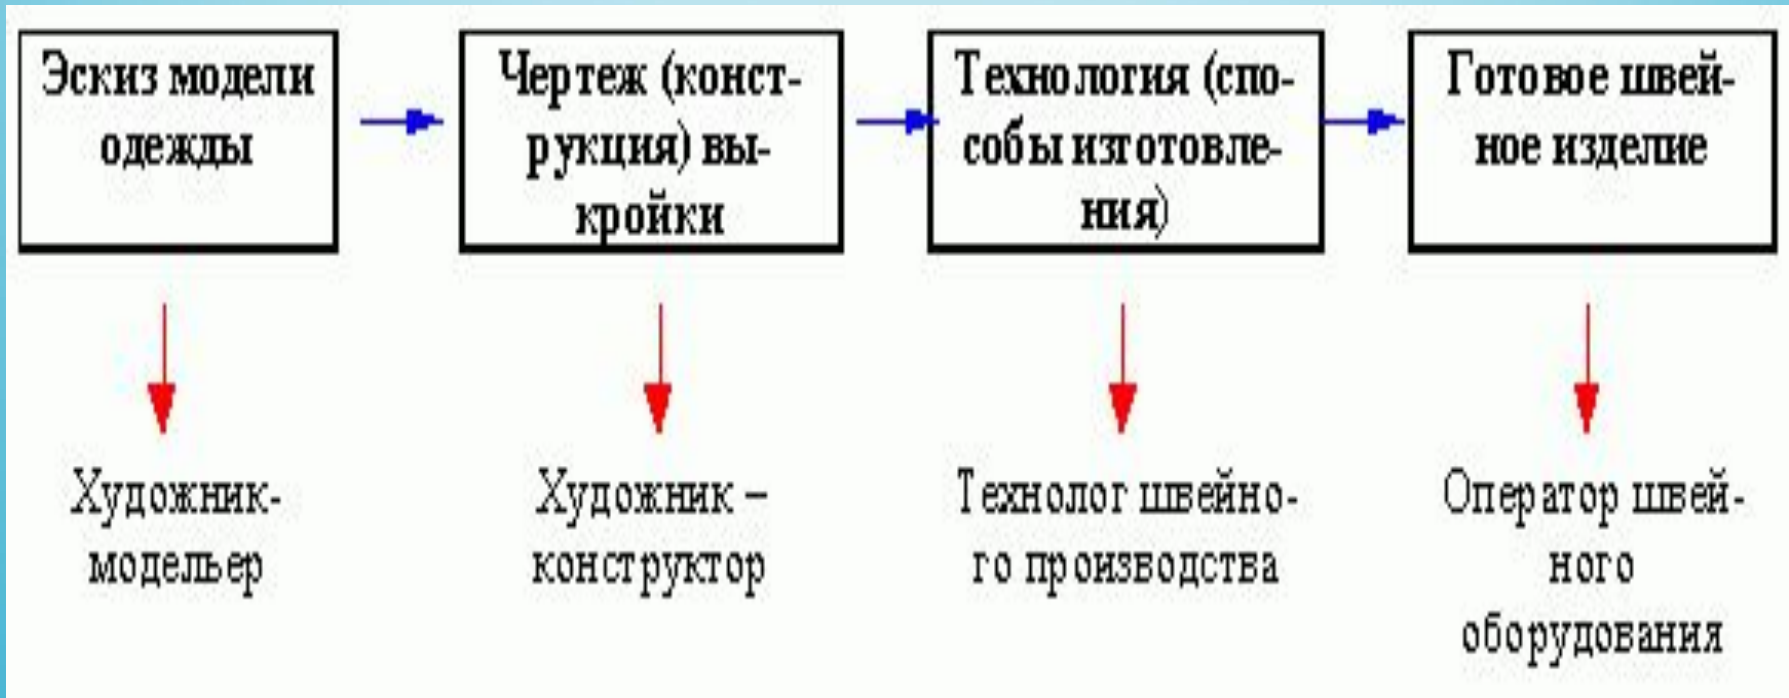 Эскиз модели
одежды
Чертеж (конст-
рукция) вы-
кройки
Технология (спо-
собы изготовле-
ния)
Готовое швей-
ное изделие
Художник-
модельер
Художник –
конструктор
Технолог швейно-
го производства
Оператор швей-
ного
оборудования